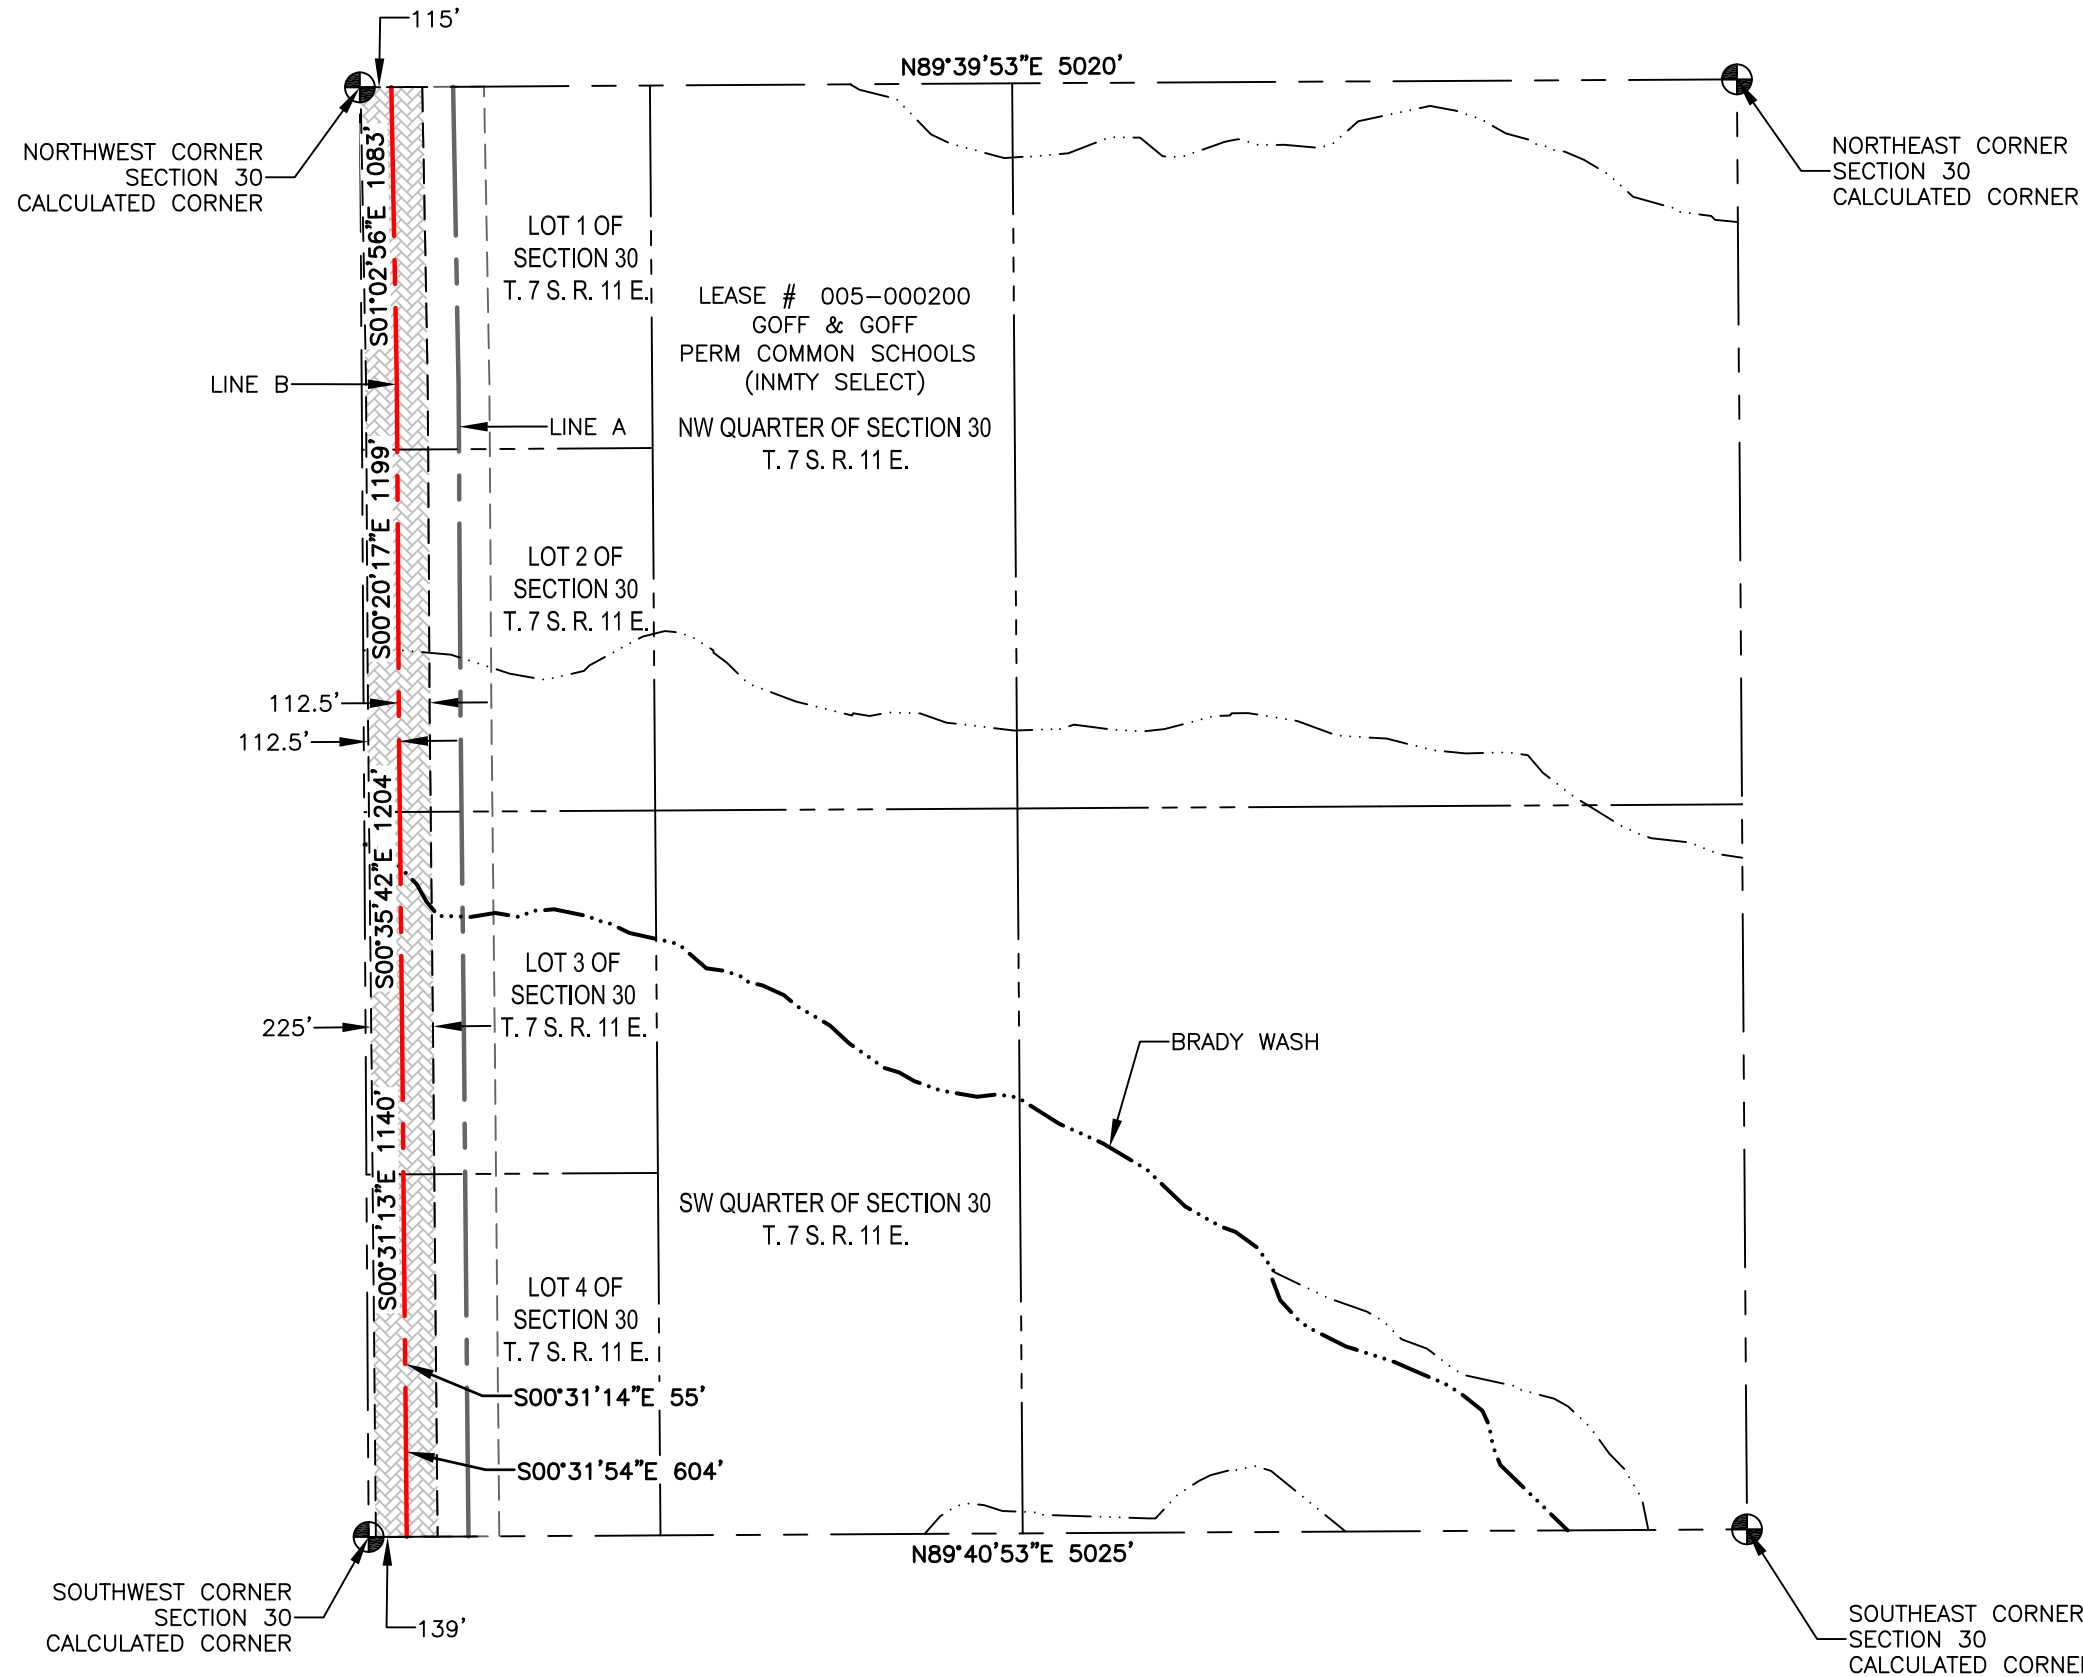 115'
N89°39'53"E 5020'
NORTHWEST CORNER
SECTION 30
CALCULATED CORNER
NORTHEAST CORNER
SECTION 30
CALCULATED CORNER
S01°02'56"E 1083'
LOT 1 OF
SECTION 30
T. 7 S. R. 11 E.
LEASE # 005-000200
GOFF & GOFF
PERM COMMON SCHOOLS
(INMTY SELECT)
LINE B
LINE A
NW QUARTER OF SECTION 30
T. 7 S. R. 11 E.
S00°20'17"E 1199'
LOT 2 OF
SECTION 30
T. 7 S. R. 11 E.
112.5'
112.5'
S00°35'42"E 1204'
LOT 3 OF
SECTION 30
T. 7 S. R. 11 E.
225'
BRADY WASH
S00°31'13"E 1140'
SW QUARTER OF SECTION 30
T. 7 S. R. 11 E.
LOT 4 OF
SECTION 30
T. 7 S. R. 11 E.
S00°31'14"E 55'
S00°31'54"E 604'
N89°40'53"E 5025'
SOUTHWEST CORNER
SECTION 30
CALCULATED CORNER
139'
SOUTHEAST CORNER
SECTION 30
CALCULATED CORNER